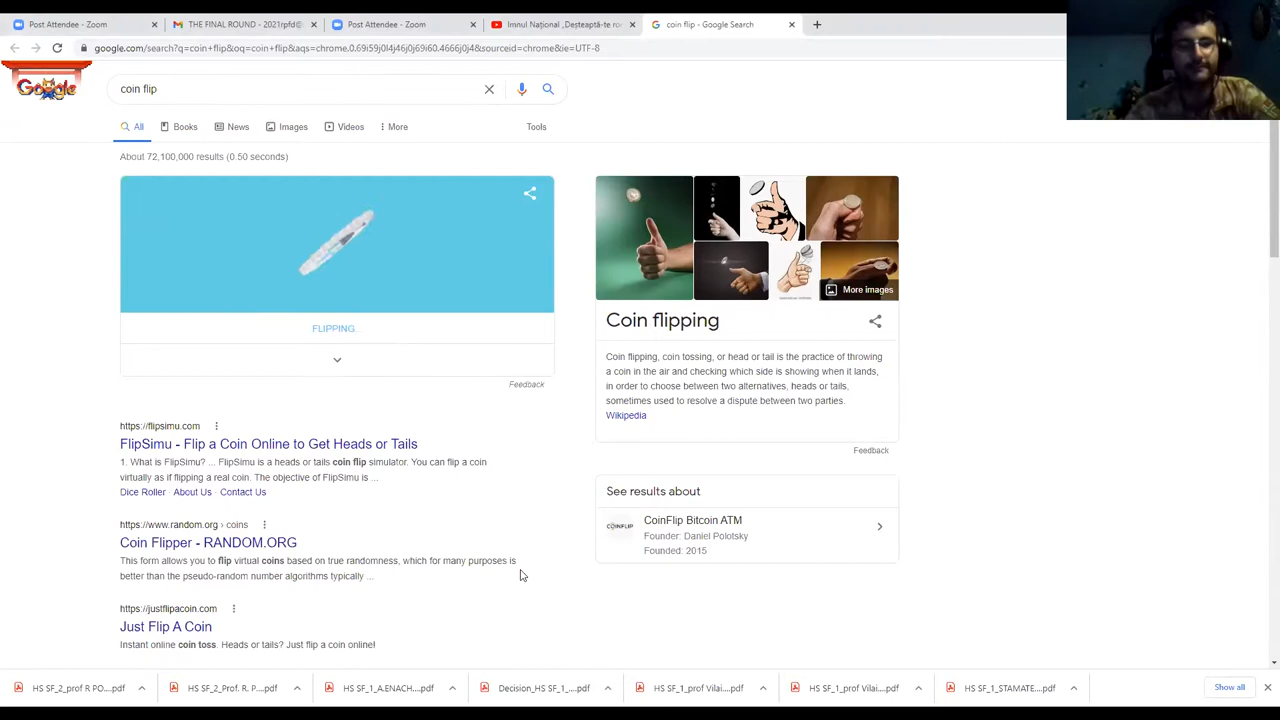 Post Attendee - Zoom
THE FINAL ROUND - 2021rpfd@
Post Attendee - Zoom
Imnul Național „Deșteaptă-te ro
coin flip - Google Search
google.com/search?q=coin+flip&oq=coin+flip&aqs=chrome.0.69i59j0l4j46j0j69i60.4666j0j4&sourceid=chrome&ie=UTF-8
Google
coin flip
All
Books
News
Images
Videos
More
Tools
About 72,100,000 results (0.50 seconds)
FLIPPING...
Feedback
https://flipsimu.com
FlipSimu - Flip a Coin Online to Get Heads or Tails
1. What is FlipSimu? ... FlipSimu is a heads or tails coin flip simulator. You can flip a coin
virtually as if flipping a real coin. The objective of FlipSimu is ...
Dice Roller · About Us · Contact Us
https://www.random.org › coins
Coin Flipper - RANDOM.ORG
This form allows you to flip virtual coins based on true randomness, which for many purposes is
better than the pseudo-random number algorithms typically ...
https://justflipacoin.com
Just Flip A Coin
Instant online coin toss. Heads or tails? Just flip a coin online!
More images
Coin flipping
Coin flipping, coin tossing, or head or tail is the practice of throwing
a coin in the air and checking which side is showing when it lands,
in order to choose between two alternatives, heads or tails,
sometimes used to resolve a dispute between two parties.
Wikipedia
Feedback
See results about
COINFLIP
CoinFlip Bitcoin ATM
Founder: Daniel Polotsky
Founded: 2015
HS SF_2_prof R PO....pdf
HS SF_2_Prof. R. P....pdf
HS SF_1_A.ENACH....pdf
Decision_HS SF_1_....pdf
HS SF_1_prof Vilai....pdf
HS SF_1_prof Vilai....pdf
HS SF_1_STAMATE....pdf
Show all